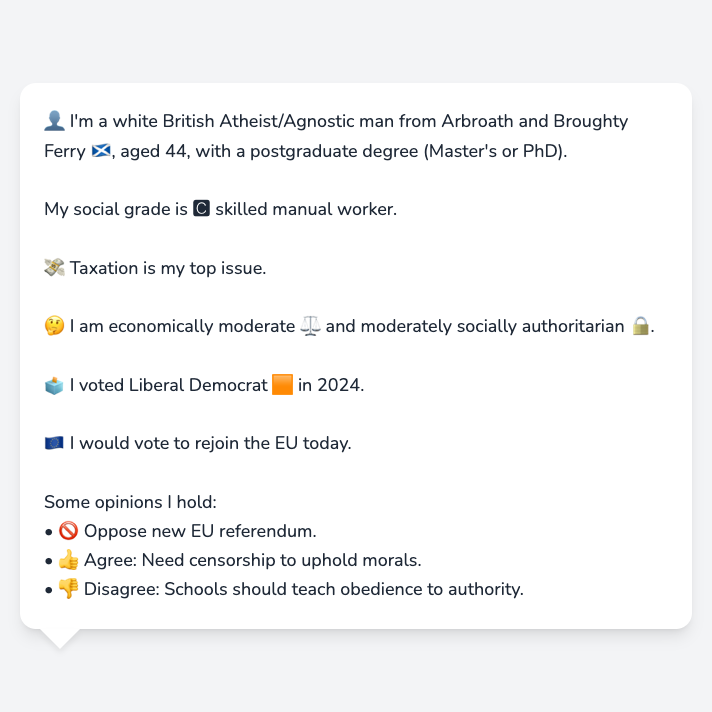 👤 I'm a white British Atheist/Agnostic man from Arbroath and Broughty
Ferry 🏴󠁧󠁢󠁳󠁣󠁴󠁿, aged 44, with a postgraduate degree (Master's or PhD).
My social grade is 🅲 skilled manual worker.
💸 Taxation is my top issue.
🤔 I am economically moderate ⚖️ and moderately socially authoritarian 🔒.
🗳️ I voted Liberal Democrat 🟧 in 2024.
🇪🇺 I would vote to rejoin the EU today.
Some opinions I hold:
• 🚫 Oppose new EU referendum.
• 👍 Agree: Need censorship to uphold morals.
• 👎 Disagree: Schools should teach obedience to authority.